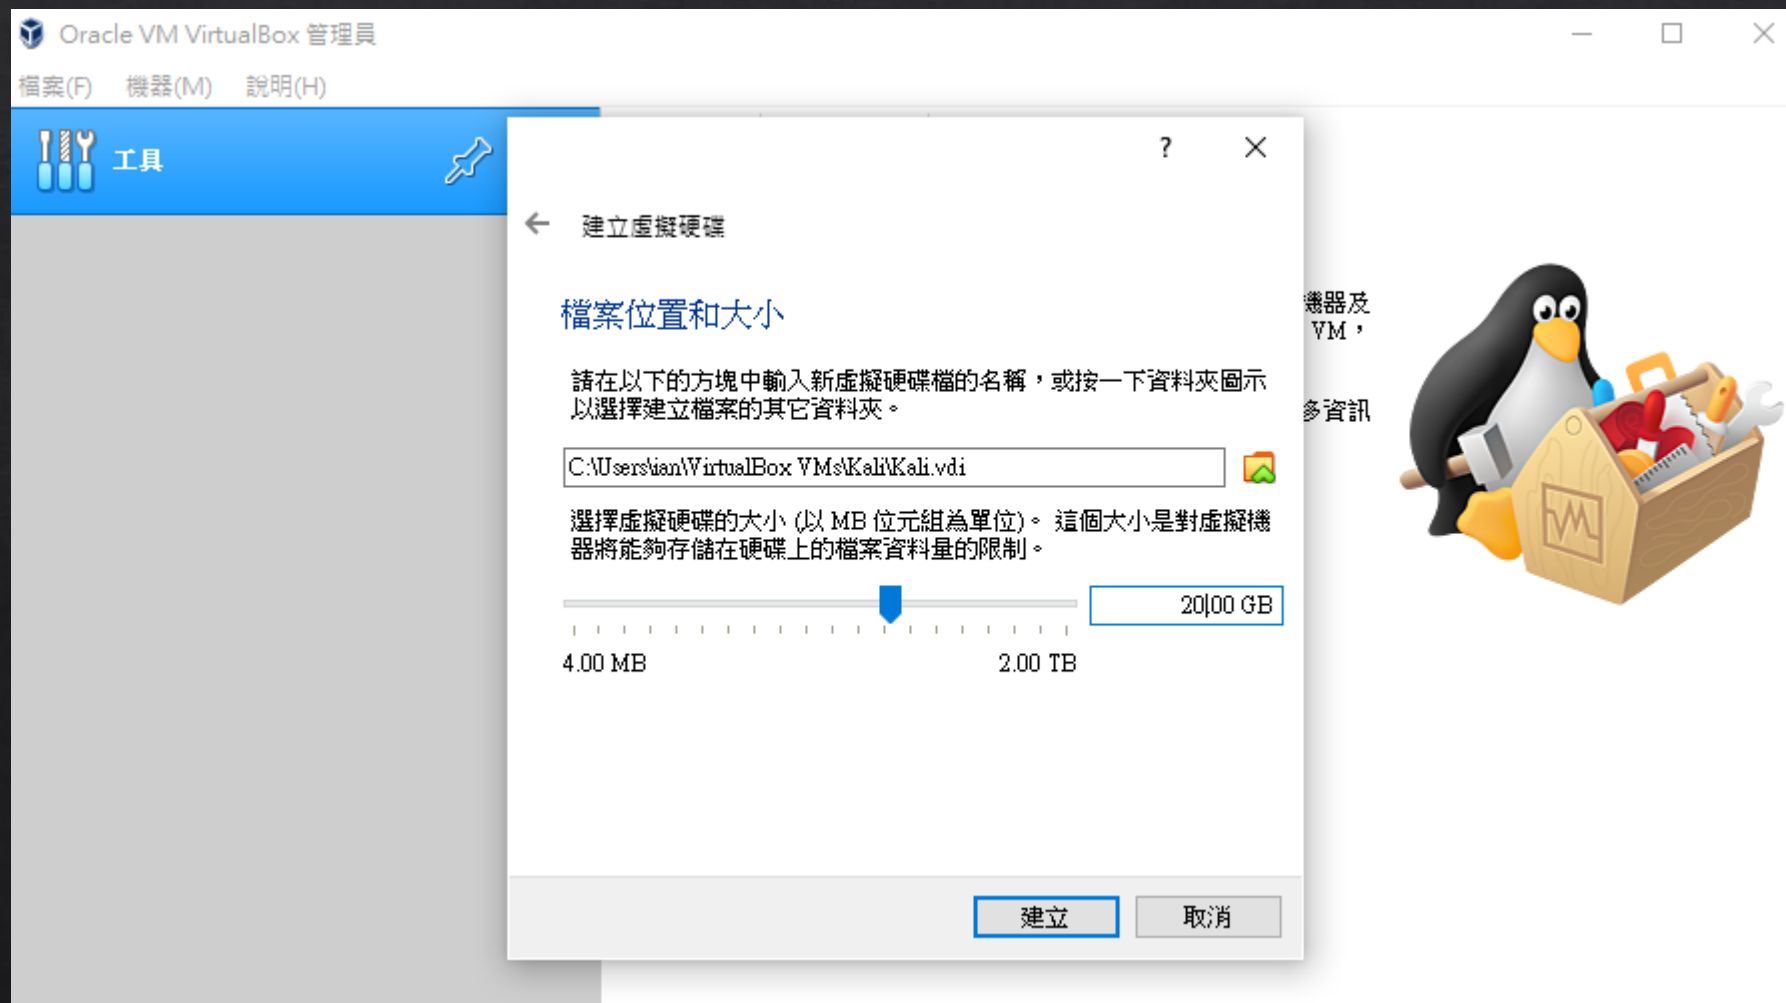 Oracle VM VirtualBox 管理員
檔案(F) 機器(M) 說明(H)
工具
?
建立虛擬硬碟
檔案位置和大小
機器及
VM，
請在以下的方塊中輸入新虛擬硬碟檔的名稱，或按一下資料夾圖示
以選擇建立檔案的其它資料夾。
多資訊
C:\Users\ian\VirtualBox VMs\Kali\Kali.vdi
選擇虛擬硬碟的大小 (以 MB 位元組為單位)。 這個大小是對虛擬機
器將能夠存儲在硬碟上的檔案資料量的限制。
20.00 GB
4.00 MB 2.00 TB
建立 取消